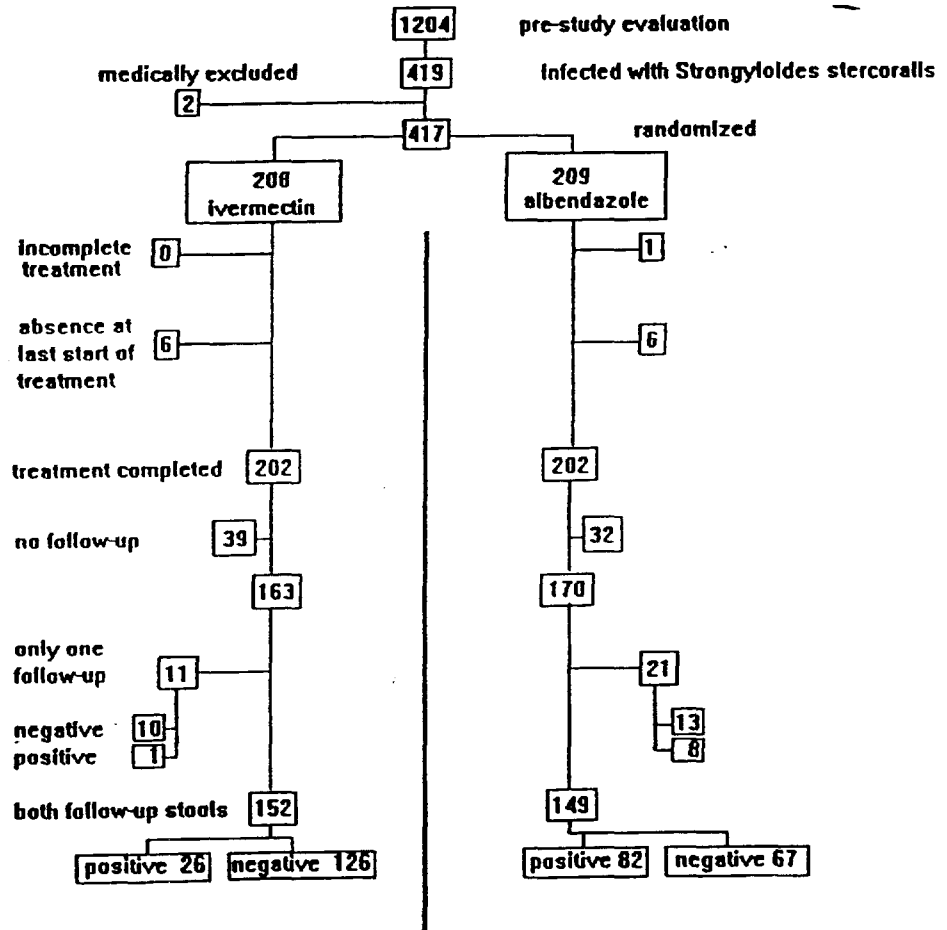 1204 pre-study evaluation
419 Infected with Strongyloides stercoralls
medically excluded
2
417 randomized
208
ivermectin
209
albendazole
incomplete
treatment
0
1
absence at
last start of
treatment
6
6
treatment completed 202 202
no follow-up 39 32
163 170
only one
follow-up
11
21
negative 10 13
positive 1 8
both follow-up stools 152 149
positive 26 negative 126 positive 82 negative 67